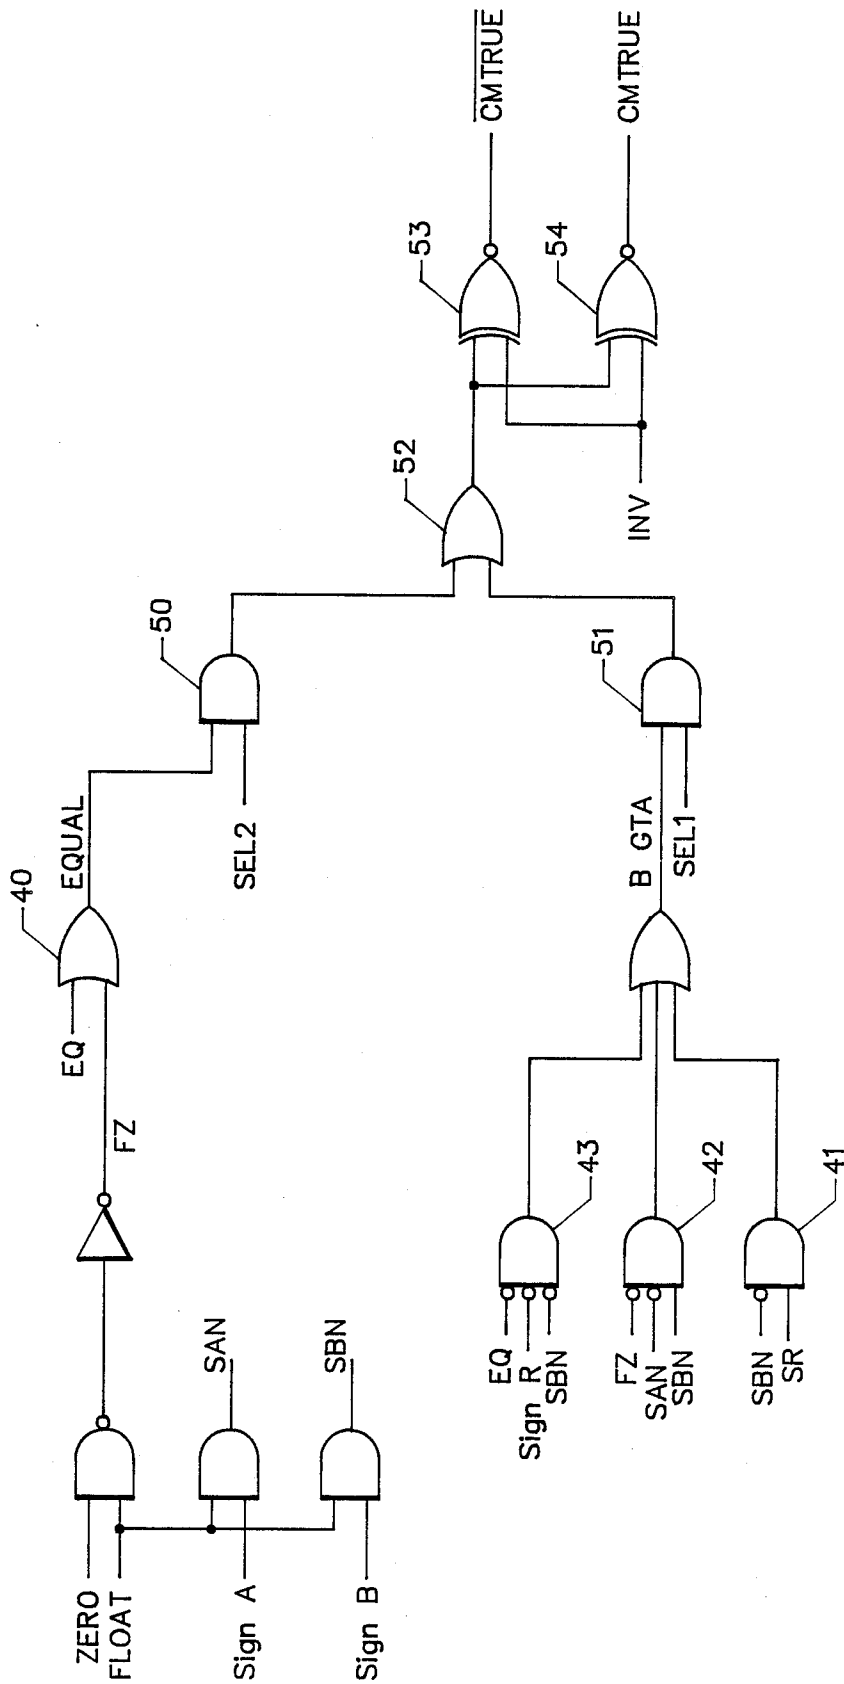 ZERO
FLOAT
Sign A
Sign B
SAN
SBN
FZ
EQ
40
EQUAL
SEL2
50
EQ
Sign R
SBN
43
FZ
SAN
SBN
42
SBN
SR
41
B GTA
SEL1
51
52
INV
53
CMTRUE
54
CMTRUE